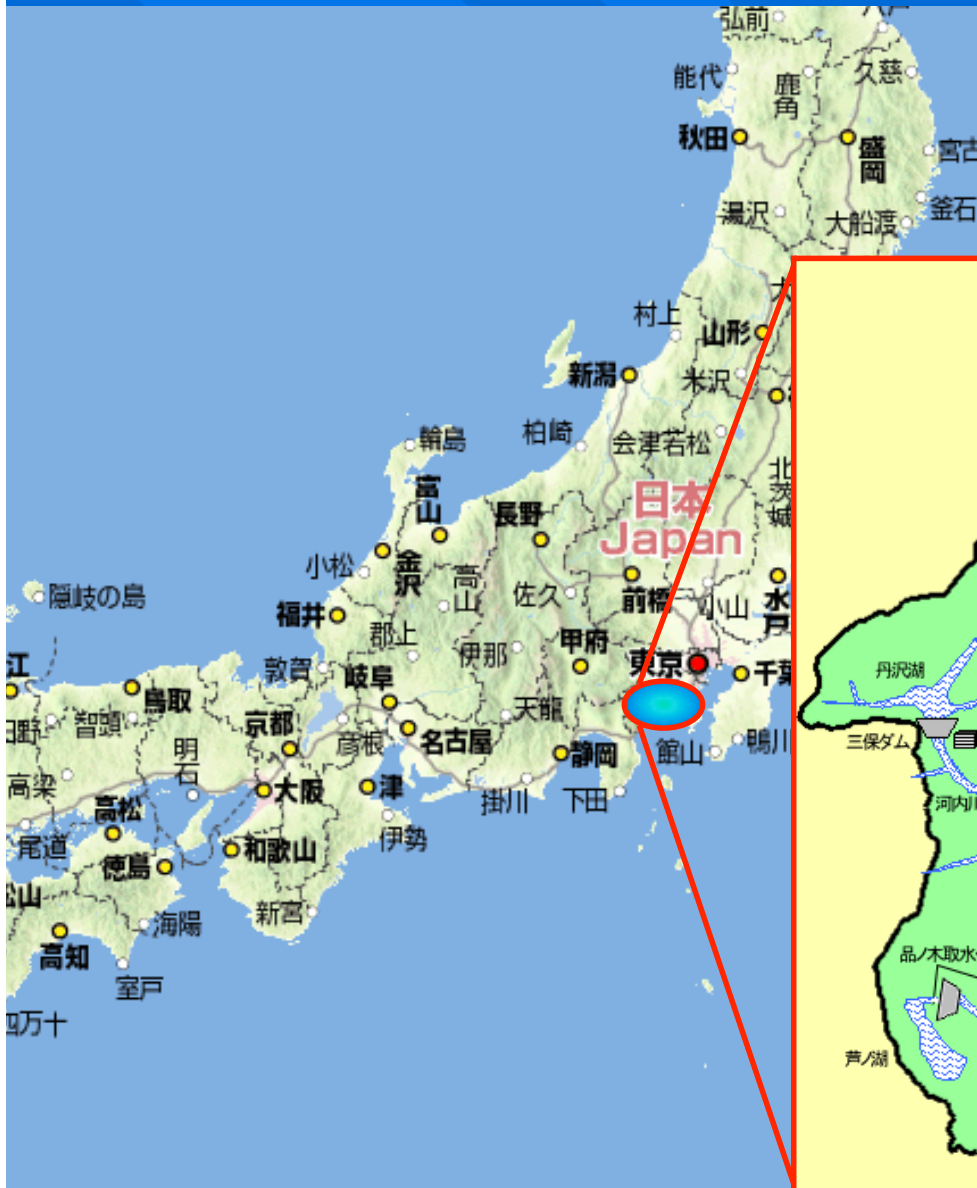 弘前
八戸
能代
鹿角
久慈
秋田
盛岡
宮古
湯沢
大船渡
釜石
村上
山形
新潟
米沢
柏崎
会津若松
輪島
富山
長野
北茨城
日本
Japan
小松
金沢
高山
佐久
前橋
小山
水戸
隠岐の島
福井
郡上
伊那
甲府
東京
千葉
敦賀
岐阜
鳥取
智頭
京都
彦根
名古屋
天龍
静岡
館山
鴨川
高梁
明石
大阪
津
掛川
下田
尾道
高松
伊勢
徳島
和歌山
松山
海陽
新宮
高知
室戸
四万十
丹沢湖
三保ダム
河内川
品ノ木取水
芦ノ湖